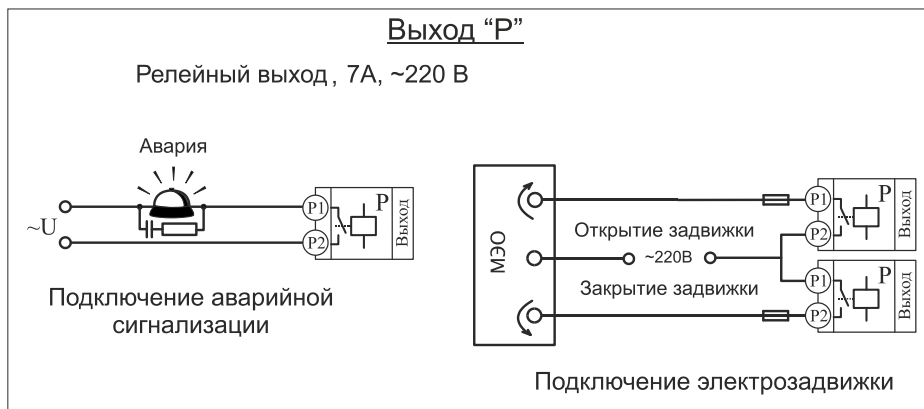 Выход “Р”
Релейный выход, 7А, ~220 В
Авария
~U
P1
P2
P
Выход
Подключение аварийной
сигнализации
МЭО
Открытие задвижки
~220В
Закрытие задвижки
P1
P2
P
Выход
P1
P2
P
Выход
Подключение электрозадвижки